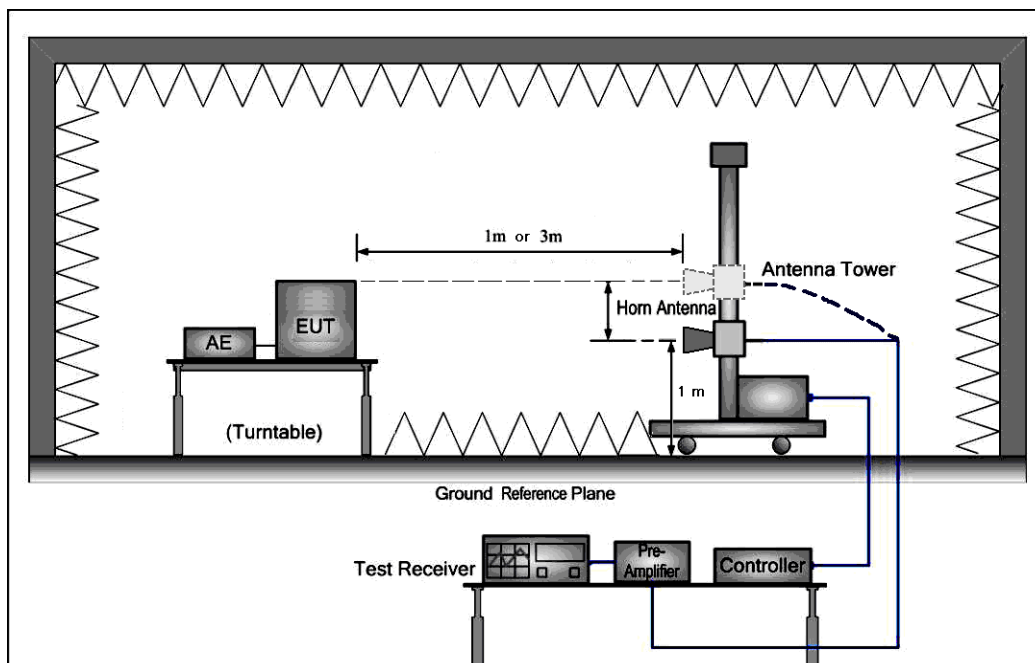 1m or 3m
Antenna Tower
Horn Antenna
EUT
AE
1 m
(Turntable)
Ground Reference Plane
Test Receiver
Pre-
Amplifier
Controller